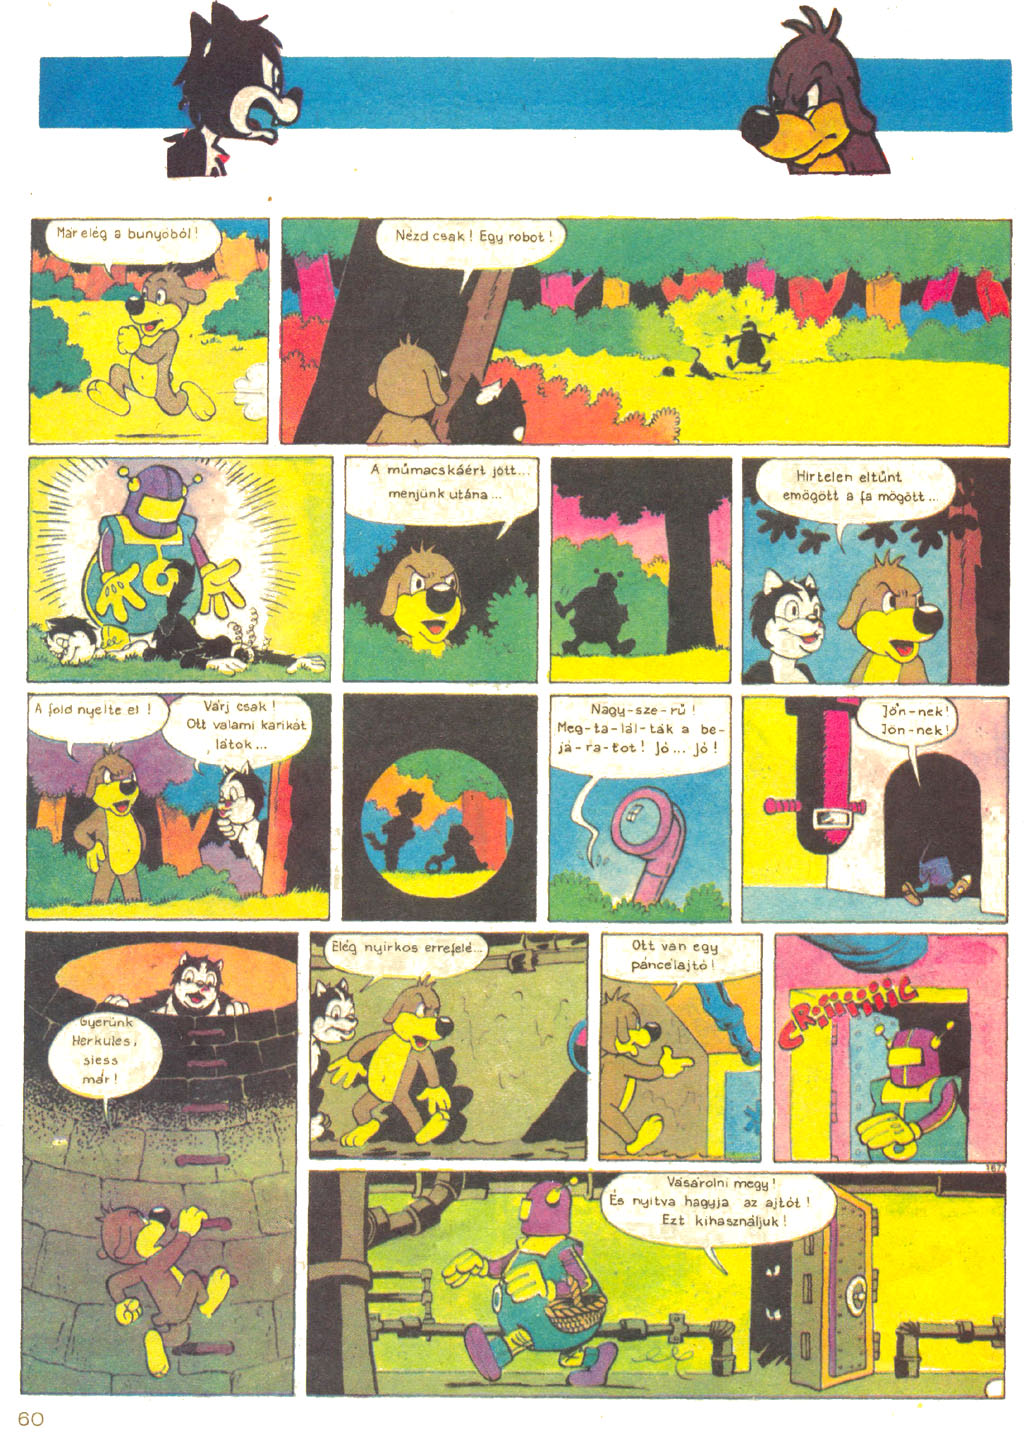 Már elég a bunyóból!
Nézd csak! Egy robot!
A műmacskáért jött...
menjünk utána...
Hirtelen eltűnt
emögött a fa mögött...
A föld nyelte el!
Várj csak!
Ott valami karikát
látok...
Nagy-sze-rű!
Meg-ta-lál-ták a be-
já-ra-tot! Jó... jó!
Jön-nek!
Jön-nek!
Gyerünk
Herkules,
siess
már!
Elég nyirkos errefelé...
Ott van egy
páncélajtó!
CR-iiiiiiic
1677
Vásárolni megy!
És nyitva hagyja az ajtót!
Ezt kihasználjuk!
60